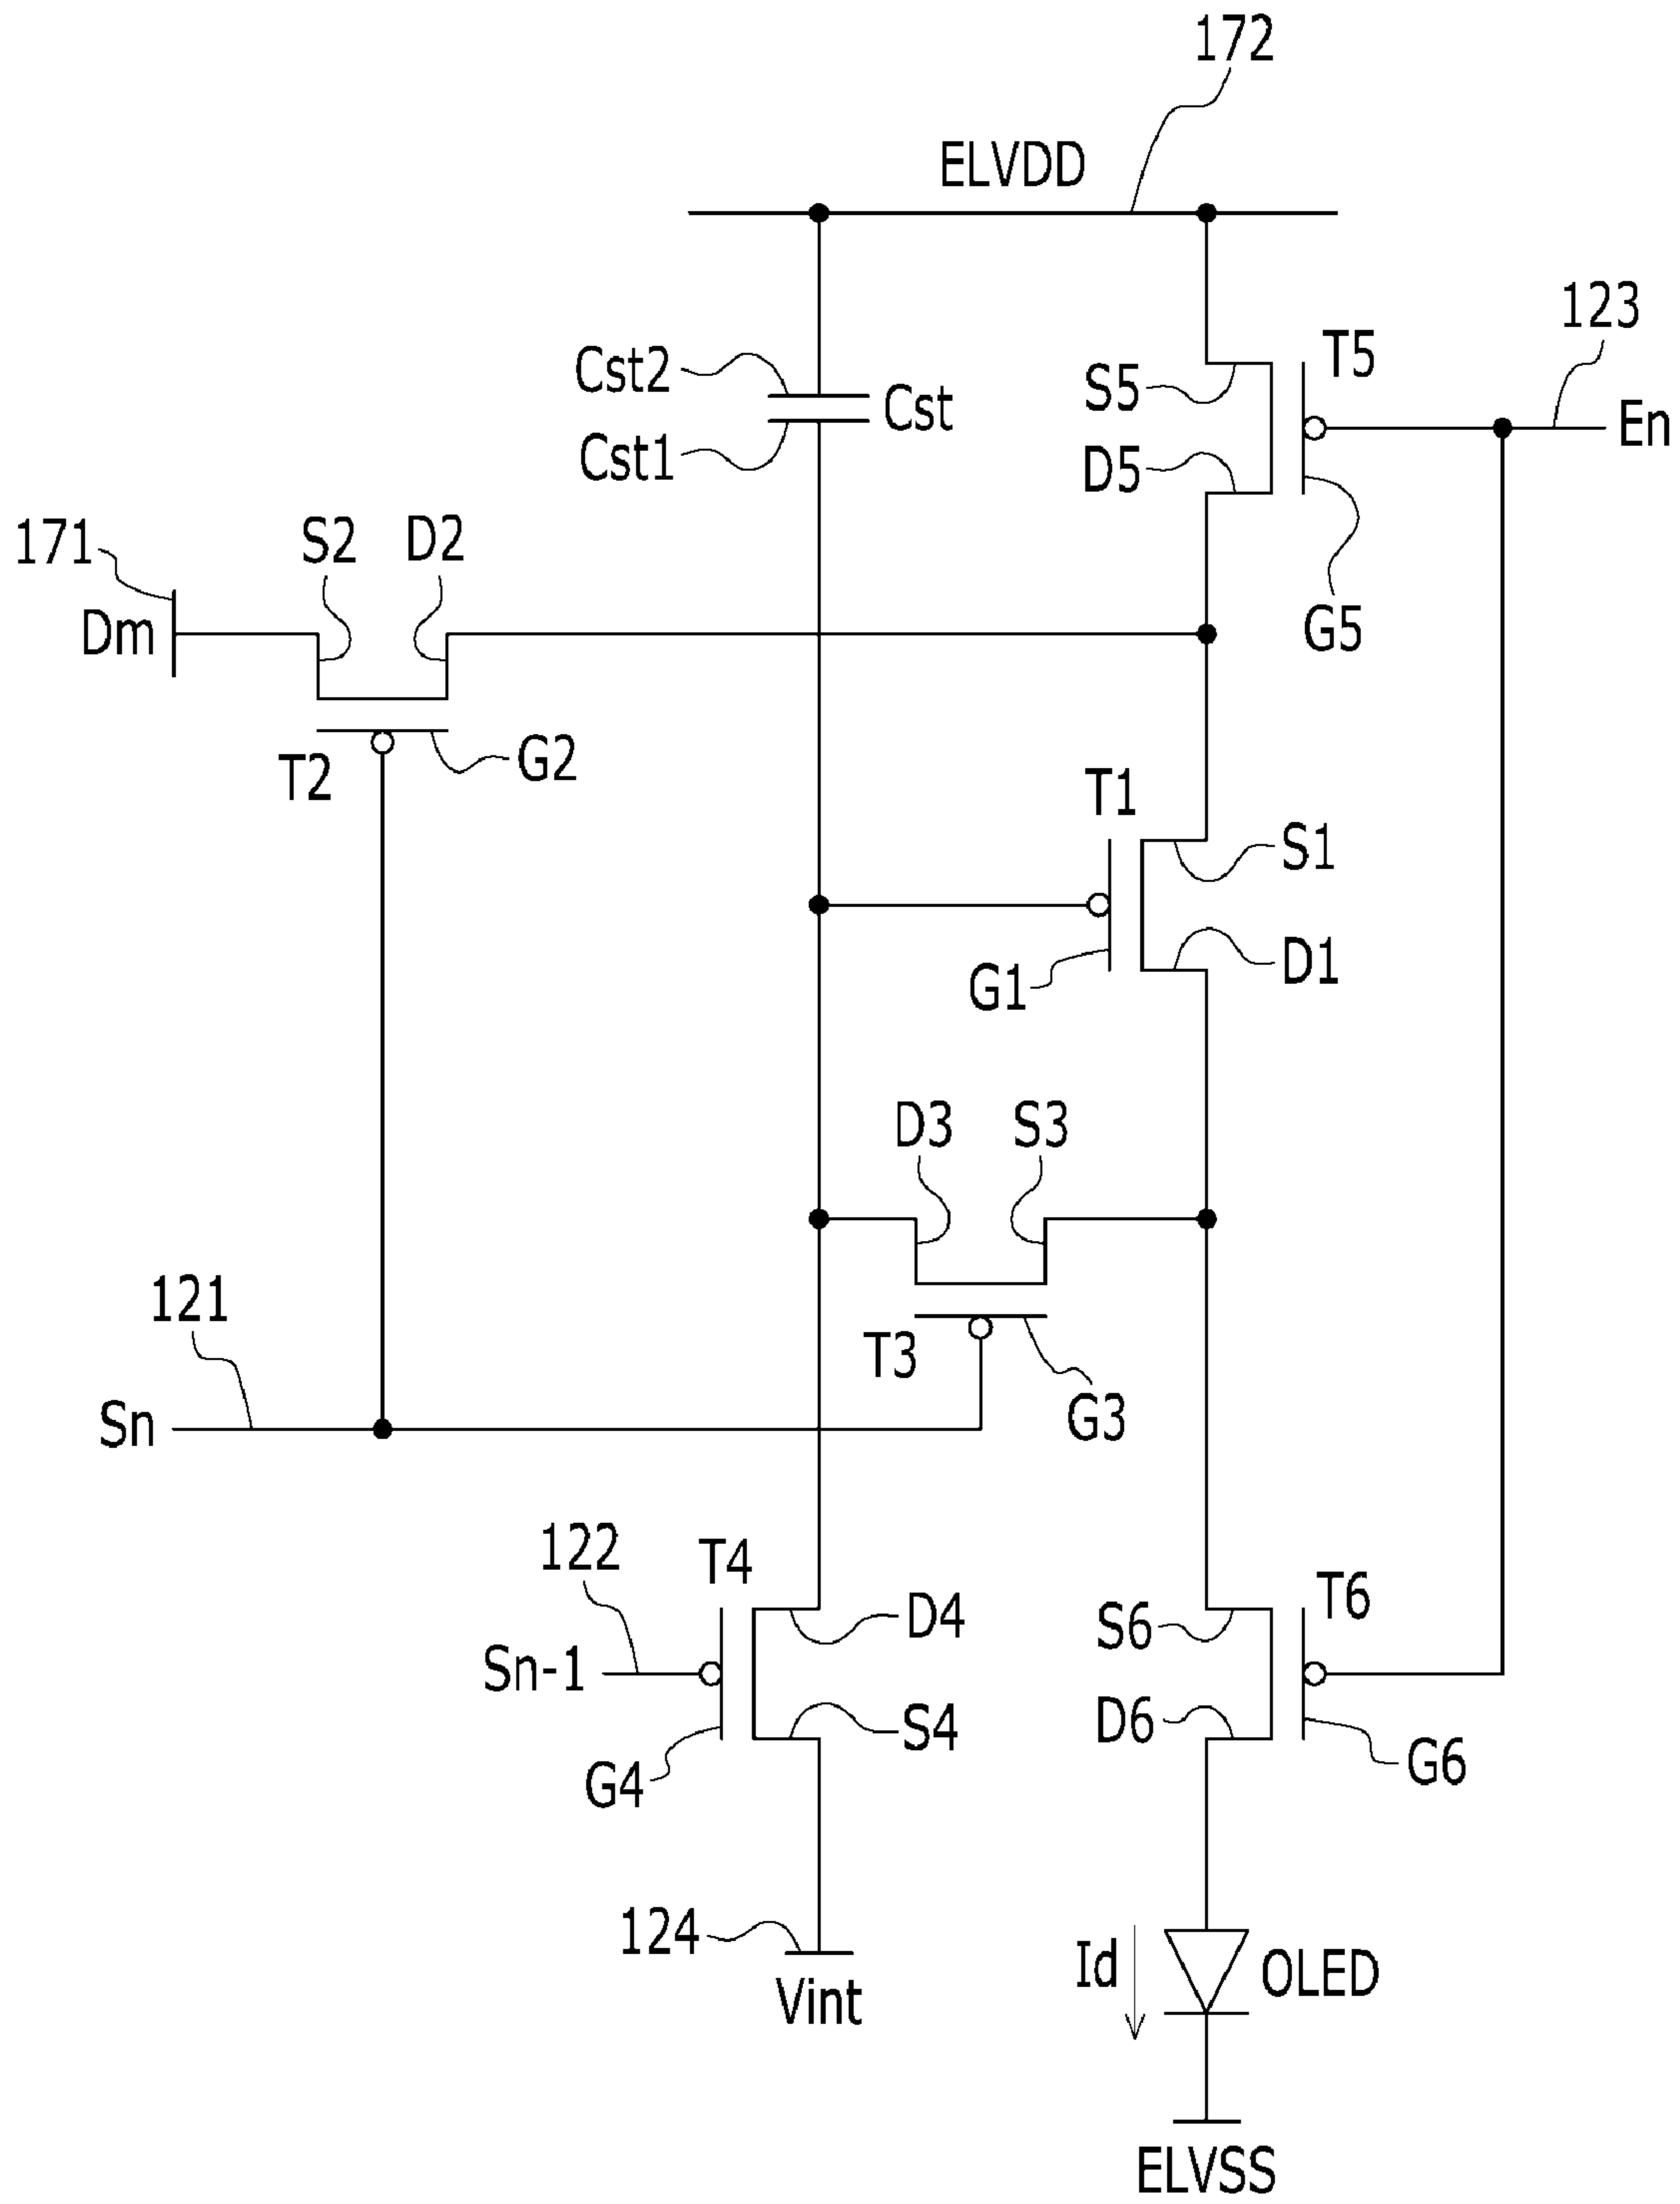 172
ELVDD
123
T5
Cst2
S5
Cst
En
Cst1
D5
171
S2
D2
Dm
G5
T2
G2
T1
S1
D1
G1
D3
S3
121
T3
G3
Sn
122
T4
T6
D4
S6
Sn-1
S4
D6
G4
G6
124
Vint
Id
OLED
ELVSS